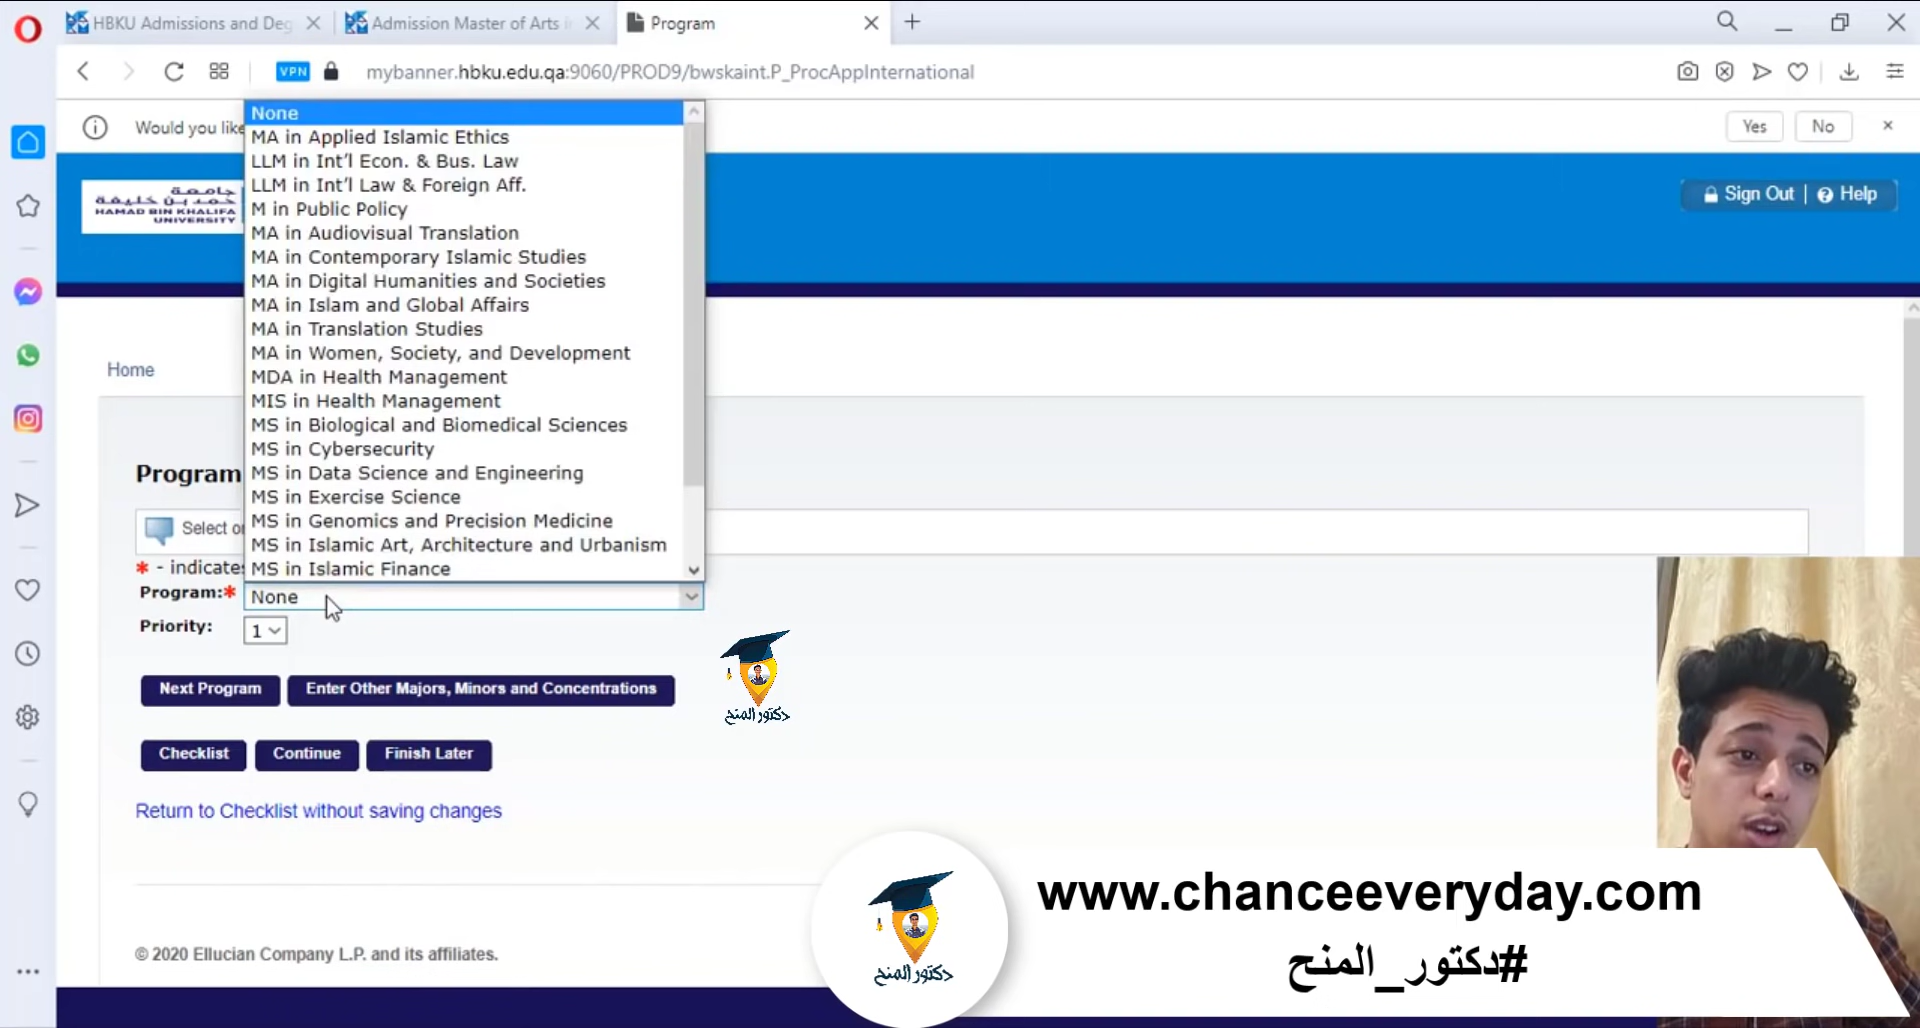 HBKU Admissions and Deg
Admission Master of Arts i
Program
VPN
mybanner.hbku.edu.qa:9060/PROD9/bwskaint.P_ProcAppInternational
Would you like
Yes
No
جامعة
حمد بن خليفة
HAMAD BIN KHALIFA
UNIVERSITY
Sign Out | Help
None
MA in Applied Islamic Ethics
LLM in Int'l Econ. & Bus. Law
LLM in Int'l Law & Foreign Aff.
M in Public Policy
MA in Audiovisual Translation
MA in Contemporary Islamic Studies
MA in Digital Humanities and Societies
MA in Islam and Global Affairs
MA in Translation Studies
MA in Women, Society, and Development
MDA in Health Management
MIS in Health Management
MS in Biological and Biomedical Sciences
MS in Cybersecurity
MS in Data Science and Engineering
MS in Exercise Science
MS in Genomics and Precision Medicine
MS in Islamic Art, Architecture and Urbanism
MS in Islamic Finance
Home
Program
Select or
* - indicates
Program:* None
Priority: 1
Next Program
Enter Other Majors, Minors and Concentrations
Checklist
Continue
Finish Later
Return to Checklist without saving changes
دكتور المنح
© 2020 Ellucian Company L.P. and its affiliates.
دكتور المنح
www.chanceeveryday.com
#دكتور_المنح